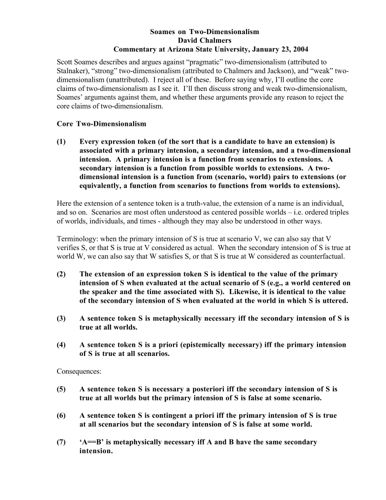 Soames on Two-Dimensionalism
David Chalmers
Commentary at Arizona State University, January 23, 2004
Scott Soames describes and argues against "pragmatic" two-dimensionalism (attributed to
Stalnaker), "strong" two-dimensionalism (attributed to Chalmers and Jackson), and "weak" two-
dimensionalism (unattributed). I reject all of these. Before saying why, I'll outline the core
claims of two-dimensionalism as I see it. I'll then discuss strong and weak two-dimensionalism,
Soames' arguments against them, and whether these arguments provide any reason to reject the
core claims of two-dimensionalism.
Core Two-Dimensionalism
(1) Every expression token (of the sort that is a candidate to have an extension) is
associated with a primary intension, a secondary intension, and a two-dimensional
intension. A primary intension is a function from scenarios to extensions. A
secondary intension is a function from possible worlds to extensions. A two-
dimensional intension is a function from (scenario, world) pairs to extensions (or
equivalently, a function from scenarios to functions from worlds to extensions).
Here the extension of a sentence token is a truth-value, the extension of a name is an individual,
and so on. Scenarios are most often understood as centered possible worlds – i.e. ordered triples
of worlds, individuals, and times - although they may also be understood in other ways.
Terminology: when the primary intension of S is true at scenario V, we can also say that V
verifies S, or that S is true at V considered as actual. When the secondary intension of S is true at
world W, we can also say that W satisfies S, or that S is true at W considered as counterfactual.
(2) The extension of an expression token S is identical to the value of the primary
intension of S when evaluated at the actual scenario of S (e.g., a world centered on
the speaker and the time associated with S). Likewise, it is identical to the value
of the secondary intension of S when evaluated at the world in which S is uttered.
(3) A sentence token S is metaphysically necessary iff the secondary intension of S is
true at all worlds.
(4) A sentence token S is a priori (epistemically necessary) iff the primary intension
of S is true at all scenarios.
Consequences:
(5) A sentence token S is necessary a posteriori iff the secondary intension of S is
true at all worlds but the primary intension of S is false at some scenario.
(6) A sentence token S is contingent a priori iff the primary intension of S is true
at all scenarios but the secondary intension of S is false at some world.
(7) 'A==B' is metaphysically necessary iff A and B have the same secondary
intension.